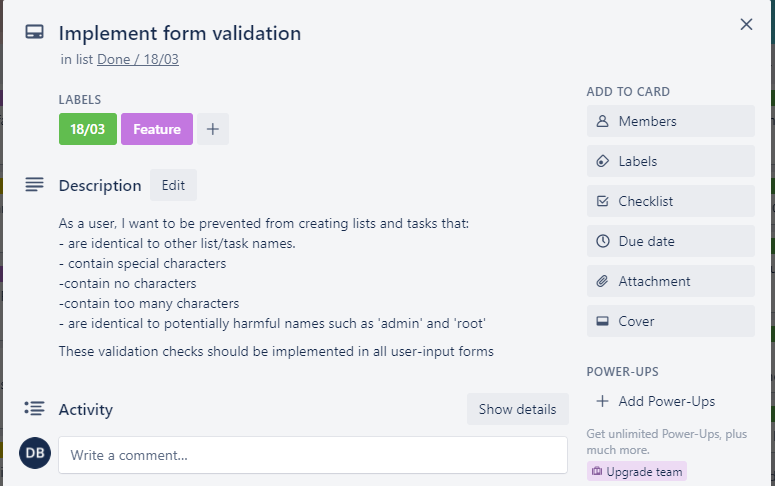 Implement form validation
in list Done / 18/03
LABELS
18/03 Feature
Description Edit
As a user, I want to be prevented from creating lists and tasks that:
- are identical to other list/task names.
- contain special characters
-contain no characters
-contain too many characters
- are identical to potentially harmful names such as 'admin' and 'root'
These validation checks should be implemented in all user-input forms
Activity Show details
DB Write a comment...
ADD TO CARD
Members
Labels
Checklist
Due date
Attachment
Cover
POWER-UPS
Add Power-Ups
Get unlimited Power-Ups, plus
much more.
Upgrade team